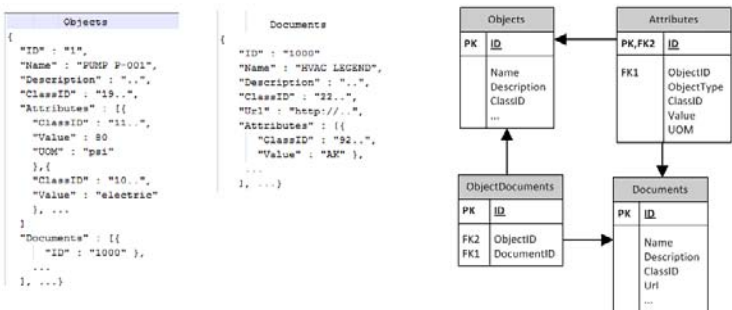 Objects
{
"ID" : "1",
"Name" : "PUMP P-001",
"Description" : "..",
"ClassID" : "19..",
"Attributes" : [{
"ClassID" : "11..",
"Value" : 80
"UOM" : "psi"
},{
"ClassID" : "10..",
"Value" : "electric"
}, ...
]
"Documents" : [{
"ID" : "1000" },
...
], ...}
Documents
{
"ID" : "1000"
"Name" : "HVAC LEGEND",
"Description" : "..",
"ClassID" : "22..",
"Url" : "http://..",
"Attributes" : [{
"ClassID" : "92..",
"Value" : "AK" },
...
], ...}
Objects
PK ID
Name
Description
ClassID
...
Attributes
PK,FK2 ID
FK1 ObjectID
ObjectType
ClassID
Value
UOM
ObjectDocuments
PK ID
FK2 ObjectID
FK1 DocumentID
Documents
PK ID
Name
Description
ClassID
Url
...